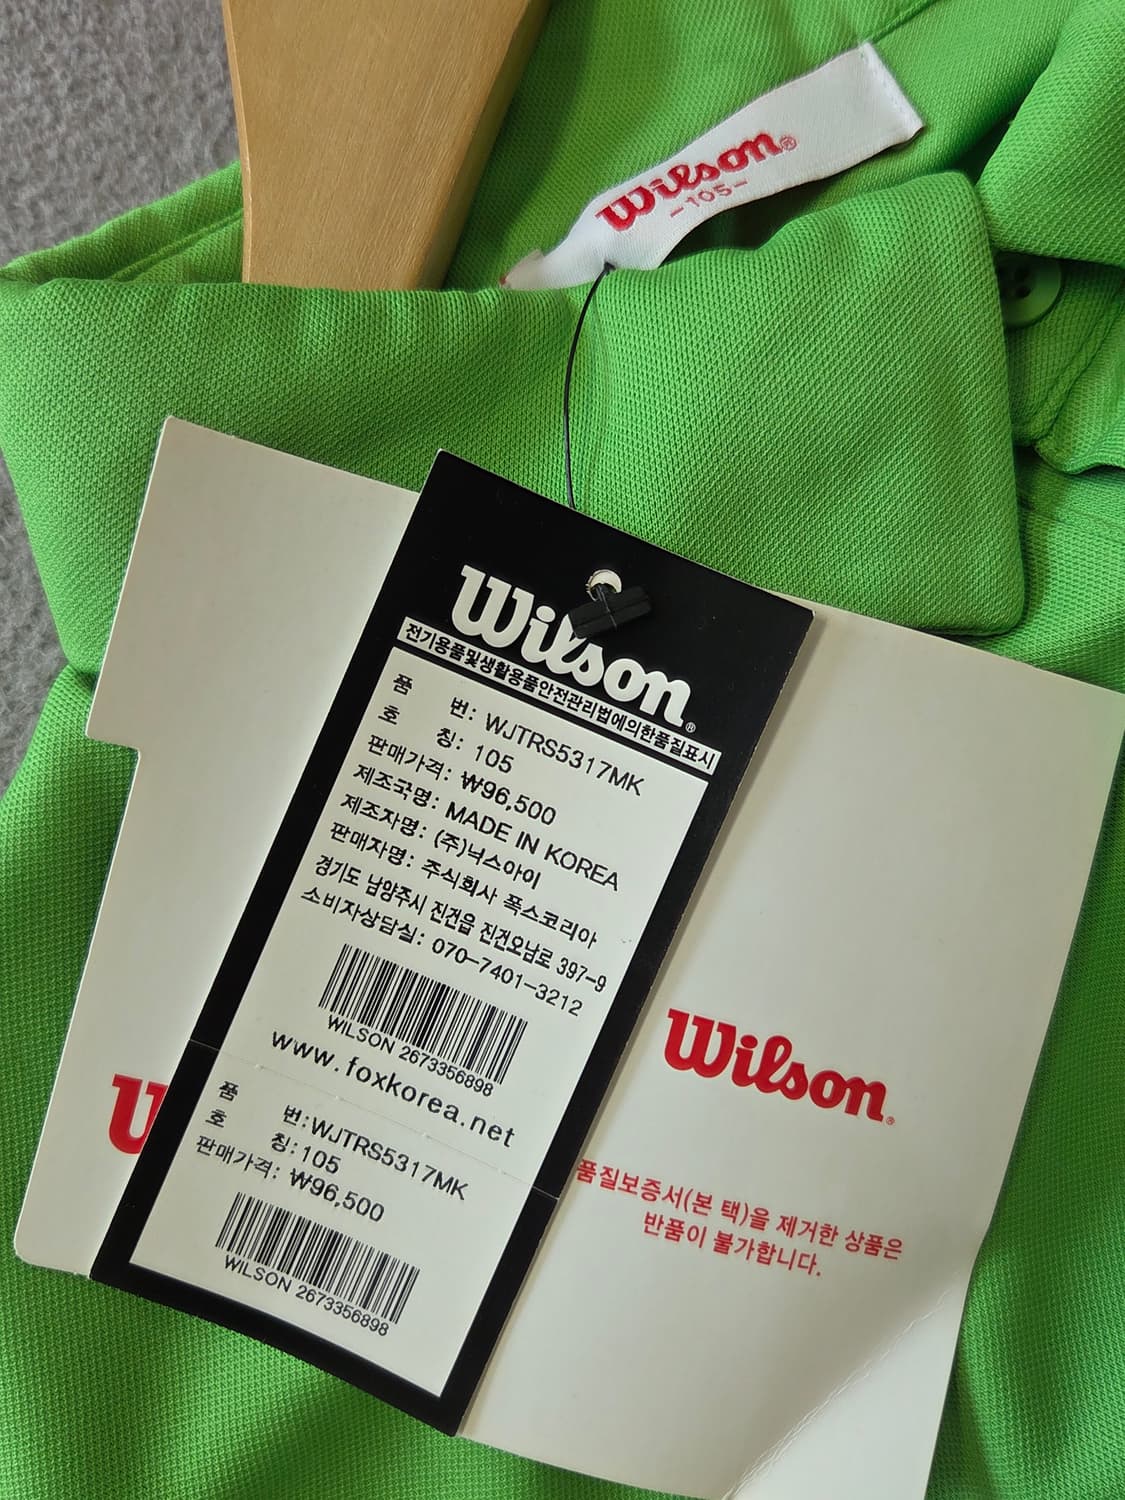 Wilson®
-105-
Wilson®
전기용품및생활용품안전관리법에의한품질표시
품 번: WJTRS5317MK
호 칭: 105
판매가격: ₩96,500
제조국명: MADE IN KOREA
제조자명: (주)넉스아이
판매자명: 주식회사 폭스코리아
경기도 남양주시 진건읍 진건오남로 397-9
소비자상담실: 070-7401-3212
WILSON 2673356898
www.foxkorea.net
품 번:WJTRS5317MK
호 칭:105
판매가격: ₩96,500
WILSON 2673356898
W
Wilson®
품질보증서(본 택)을 제거한 상품은
반품이 불가합니다.